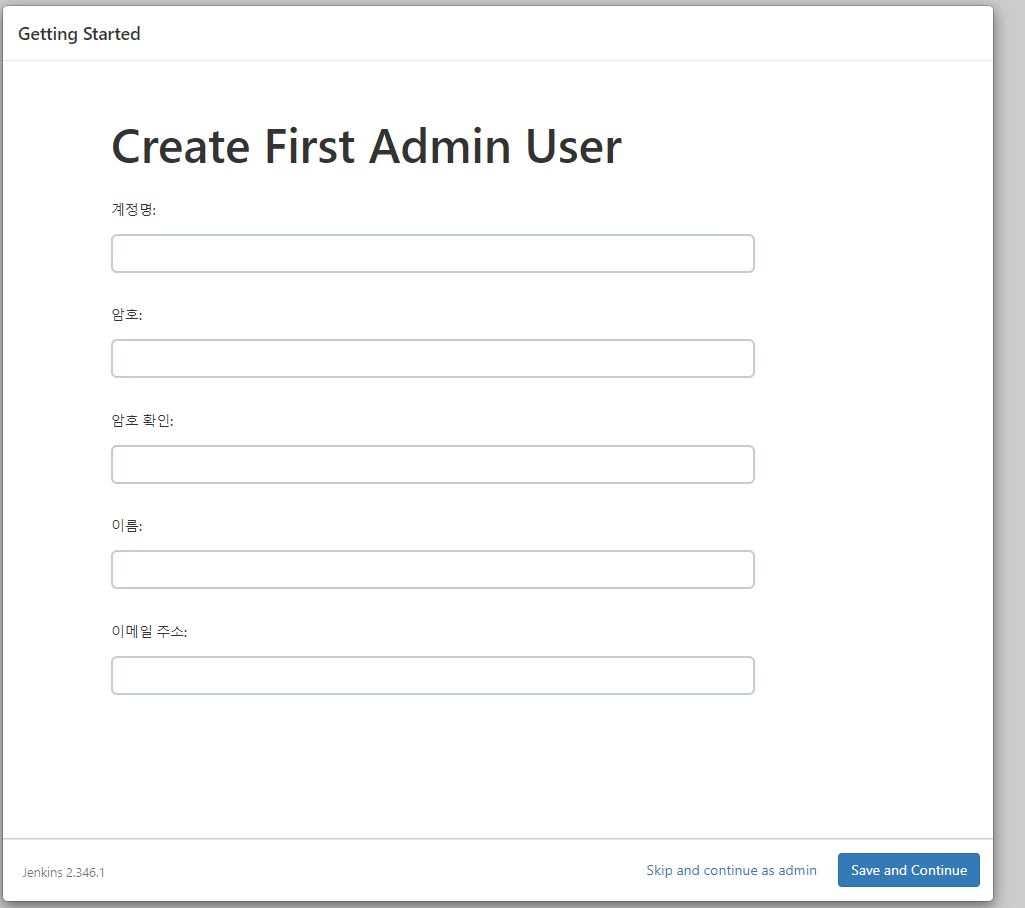 Getting Started
Create First Admin User
계정명:
암호:
암호 확인:
이름:
이메일 주소:
Jenkins 2.346.1
Skip and continue as admin
Save and Continue